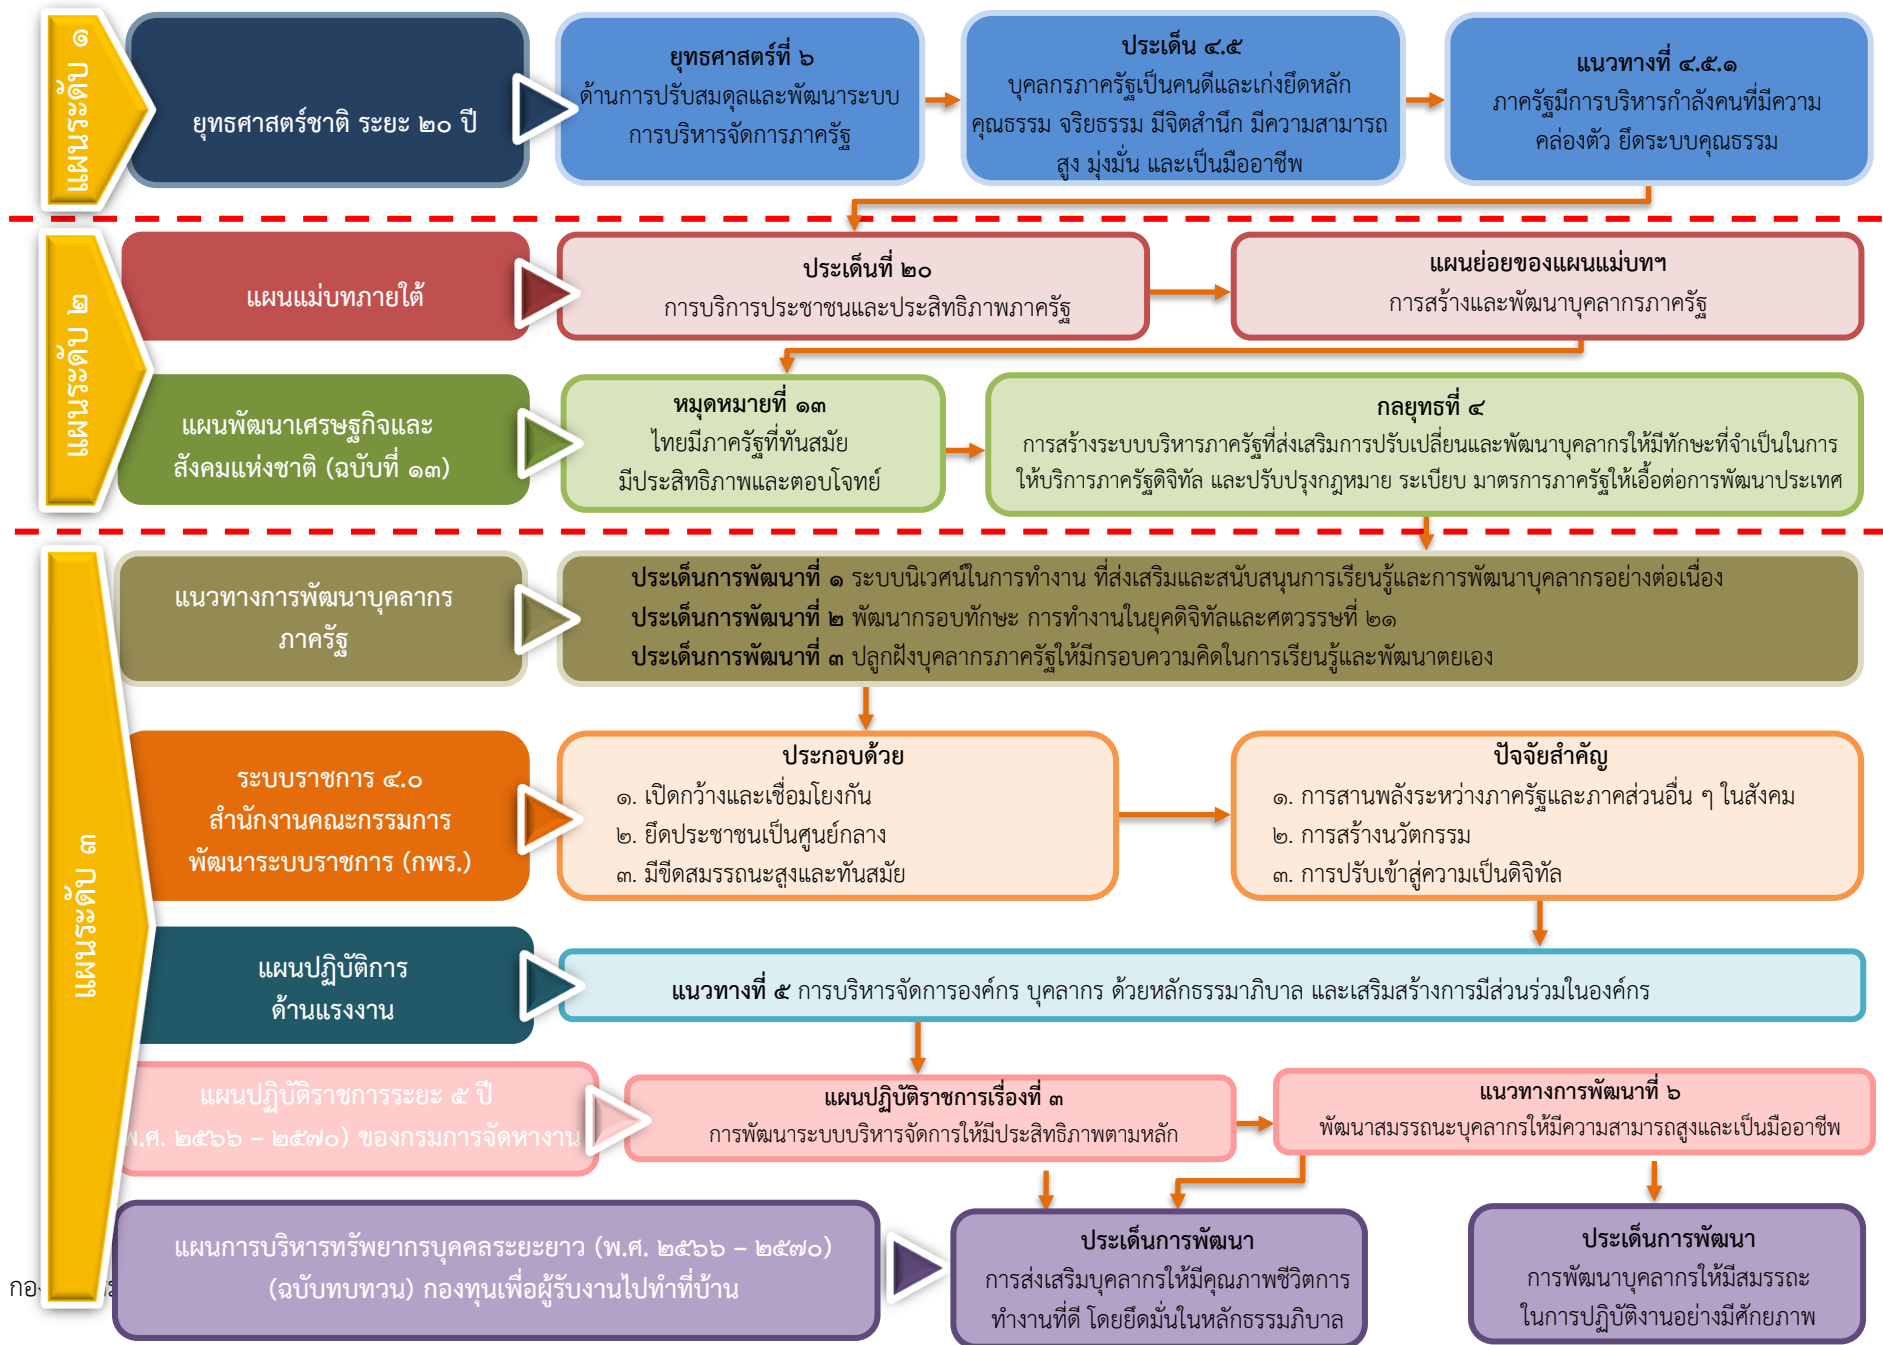 แผนระดับ ๑
ยุทธศาสตร์ชาติ ระยะ ๒๐ ปี
ยุทธศาสตร์ที่ ๖
ด้านการปรับสมดุลและพัฒนาระบบ
การบริหารจัดการภาครัฐ
ประเด็น ๔.๕
บุคลกรภาครัฐเป็นคนดีและเก่งยึดหลัก
คุณธรรม จริยธรรม มีจิตสำนึก มีความสามารถ
สูง มุ่งมั่น และเป็นมืออาชีพ
แนวทางที่ ๔.๕.๑
ภาครัฐมีการบริหารกำลังคนที่มีความ
คล่องตัว ยึดระบบคุณธรรม
แผนระดับ ๒
แผนแม่บทภายใต้
ประเด็นที่ ๒๐
การบริการประชาชนและประสิทธิภาพภาครัฐ
แผนย่อยของแผนแม่บทฯ
การสร้างและพัฒนาบุคลากรภาครัฐ
แผนพัฒนาเศรษฐกิจและ
สังคมแห่งชาติ (ฉบับที่ ๑๓)
หมุดหมายที่ ๑๓
ไทยมีภาครัฐที่ทันสมัย
มีประสิทธิภาพและตอบโจทย์
กลยุทธที่ ๔
การสร้างระบบบริหารภาครัฐที่ส่งเสริมการปรับเปลี่ยนและพัฒนาบุคลากรให้มีทักษะที่จำเป็นในการ
ให้บริการภาครัฐดิจิทัล และปรับปรุงกฎหมาย ระเบียบ มาตรการภาครัฐให้เอื้อต่อการพัฒนาประเทศ
แผนระดับ ๓
แนวทางการพัฒนาบุคลากร
ภาครัฐ
ประเด็นการพัฒนาที่ ๑ ระบบนิเวศน์ในการทำงาน ที่ส่งเสริมและสนับสนุนการเรียนรู้และการพัฒนาบุคลากรอย่างต่อเนื่อง
ประเด็นการพัฒนาที่ ๒ พัฒนากรอบทักษะ การทำงานในยุคดิจิทัลและศตวรรษที่ ๒๑
ประเด็นการพัฒนาที่ ๓ ปลูกฝังบุคลากรภาครัฐให้มีกรอบความคิดในการเรียนรู้และพัฒนาตยเอง
ระบบราชการ ๔.๐
สำนักงานคณะกรรมการ
พัฒนาระบบราชการ (กพร.)
ประกอบด้วย
๑. เปิดกว้างและเชื่อมโยงกัน
๒. ยึดประชาชนเป็นศูนย์กลาง
๓. มีขีดสมรรถนะสูงและทันสมัย
ปัจจัยสำคัญ
๑. การสานพลังระหว่างภาครัฐและภาคส่วนอื่น ๆ ในสังคม
๒. การสร้างนวัตกรรม
๓. การปรับเข้าสู่ความเป็นดิจิทัล
แผนปฏิบัติการ
ด้านแรงงาน
แนวทางที่ ๕ การบริหารจัดการองค์กร บุคลากร ด้วยหลักธรรมาภิบาล และเสริมสร้างการมีส่วนร่วมในองค์กร
แผนปฏิบัติราชการระยะ ๕ ปี
.ศ. ๒๕๖๖ – ๒๕๗๐) ของกรมการจัดหางาน
แผนปฏิบัติราชการเรื่องที่ ๓
การพัฒนาระบบบริหารจัดการให้มีประสิทธิภาพตามหลัก
แนวทางการพัฒนาที่ ๖
พัฒนาสมรรถนะบุคลากรให้มีความสามารถสูงและเป็นมืออาชีพ
แผนการบริหารทรัพยากรบุคคลระยะยาว (พ.ศ. ๒๕๖๖ – ๒๕๗๐)
(ฉบับทบทวน) กองทุนเพื่อผู้รับงานไปทำที่บ้าน
ประเด็นการพัฒนา
การส่งเสริมบุคลากรให้มีคุณภาพชีวิตการ
ทำงานที่ดี โดยยึดมั่นในหลักธรรมภิบาล
ประเด็นการพัฒนา
การพัฒนาบุคลากรให้มีสมรรถะ
ในการปฏิบัติงานอย่างมีศักยภาพ